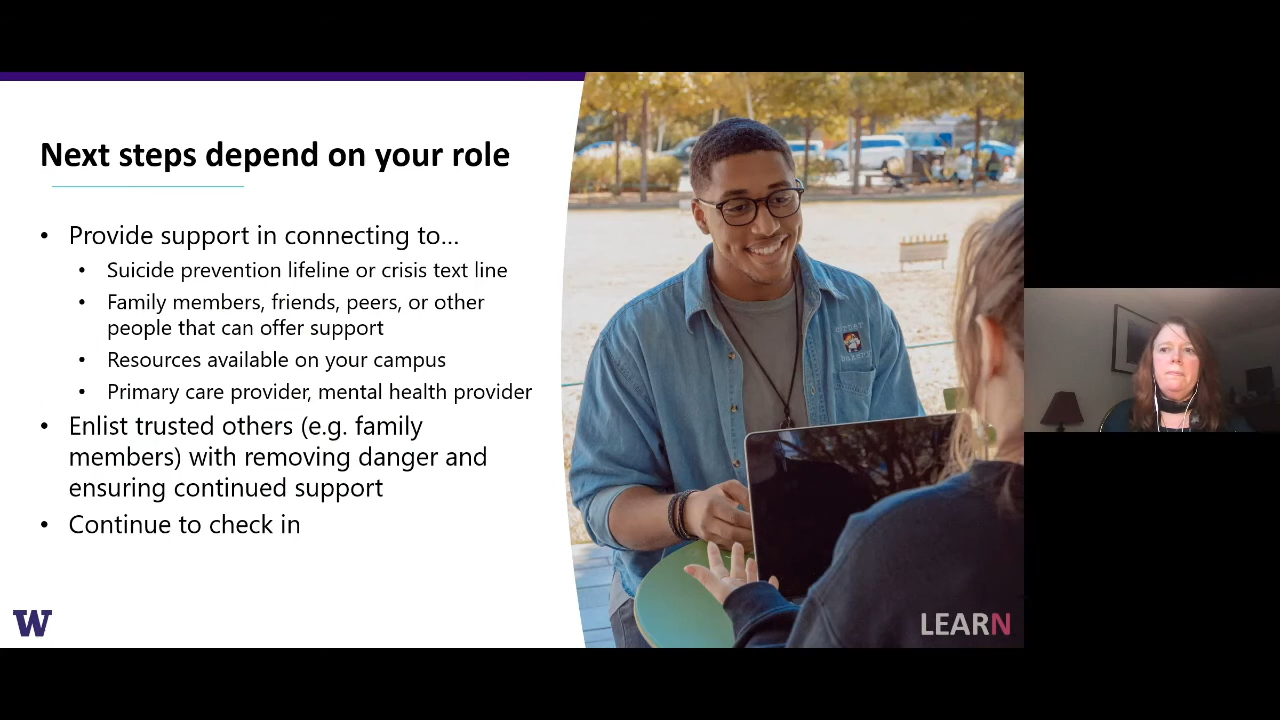 Next steps depend on your role
• Provide support in connecting to...
• Suicide prevention lifeline or crisis text line
• Family members, friends, peers, or other
people that can offer support
• Resources available on your campus
• Primary care provider, mental health provider
• Enlist trusted others (e.g. family
members) with removing danger and
ensuring continued support
• Continue to check in
W
LEARN